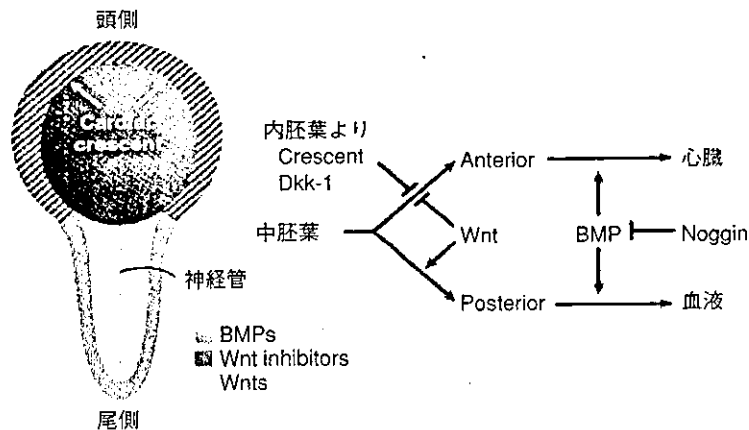 頭側
Cardiac
crescent
神経管
BMPs
Wnt inhibitors
Wnts
尾側
内胚葉より
Crescent
Dkk-1
中胚葉
Anterior
心臓
Wnt
BMP
Noggin
Posterior
血液